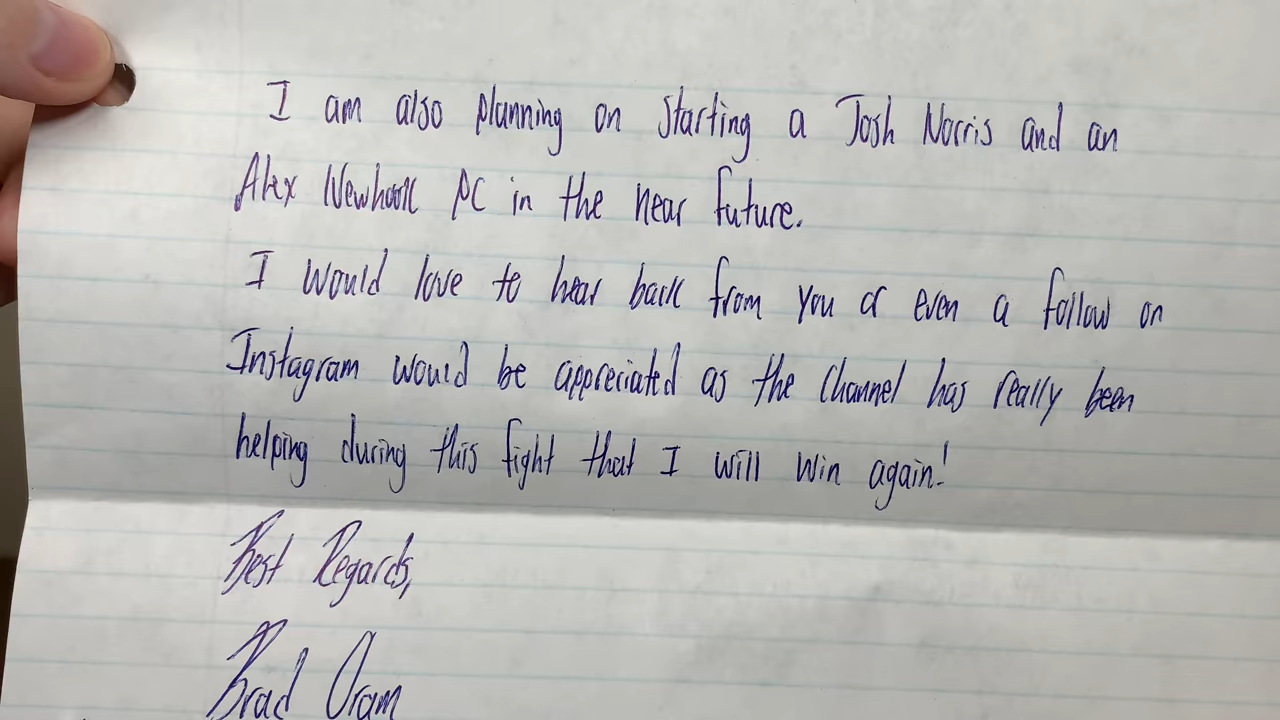 I am also planning on starting a Josh Norris and an
Alex Newhook PC in the near future.
I would love to hear back from you or even a follow on
Instagram would be appreciated as the channel has really been
helping during this fight that I will win again!
Best Regards,
Brad Oram